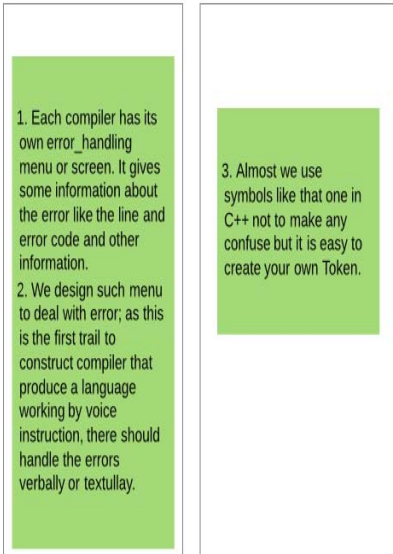 1. Each compiler has its
own error_handling
menu or screen. It gives
some information about
the error like the line and
error code and other
information.
2. We design such menu
to deal with error; as this
is the first trail to
construct compiler that
produce a language
working by voice
instruction, there should
handle the errors
verbally or textullay.
3. Almost we use
symbols like that one in
C++ not to make any
confuse but it is easy to
create your own Token.